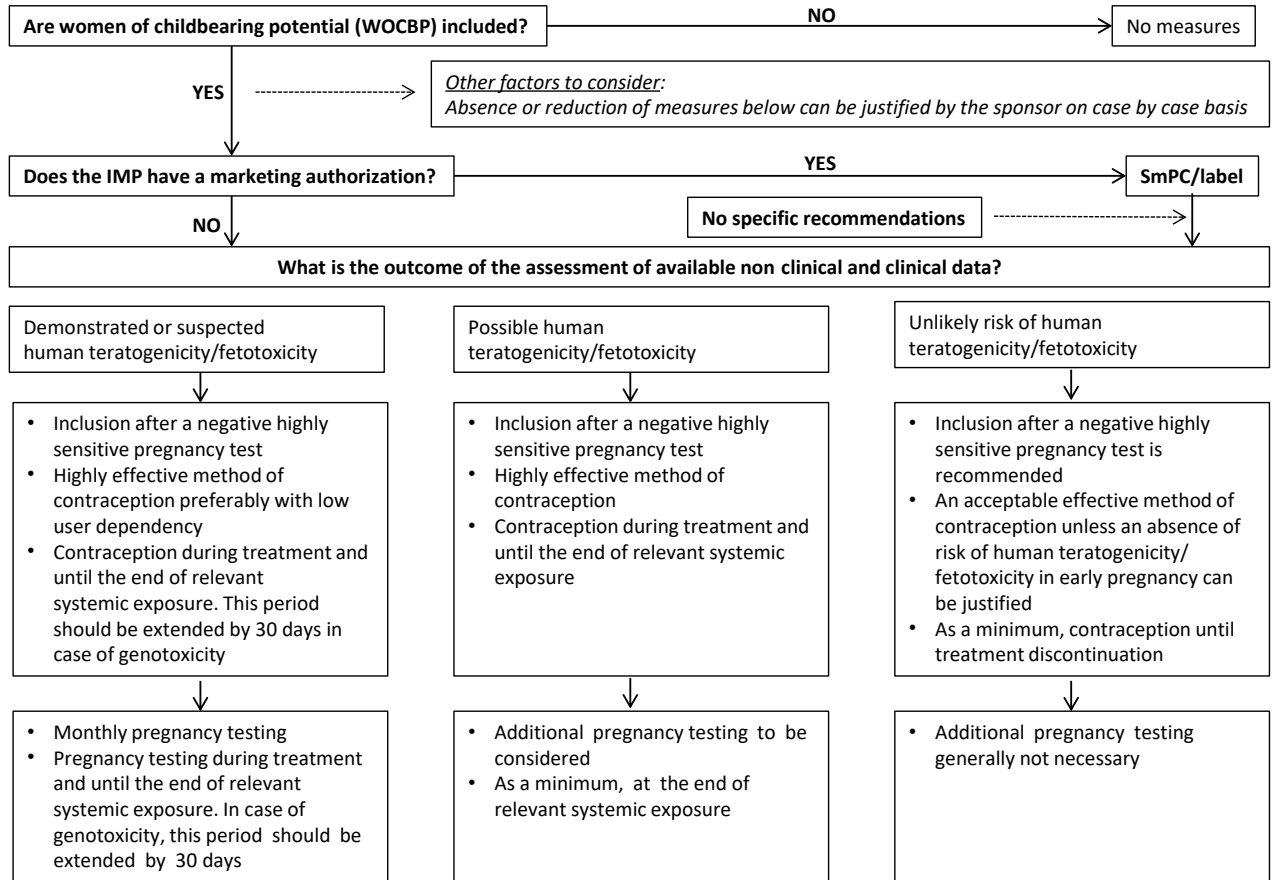 Are women of childbearing potential (WOCBP) included?
NO
No measures
YES
Other factors to consider:
Absence or reduction of measures below can be justified by the sponsor on case by case basis
Does the IMP have a marketing authorization?
YES
SmPC/label
NO
No specific recommendations
What is the outcome of the assessment of available non clinical and clinical data?
Demonstrated or suspected
human teratogenicity/fetotoxicity
• Inclusion after a negative highly
sensitive pregnancy test
• Highly effective method of
contraception preferably with low
user dependency
• Contraception during treatment and
until the end of relevant
systemic exposure. This period
should be extended by 30 days in
case of genotoxicity
• Monthly pregnancy testing
• Pregnancy testing during treatment
and until the end of relevant
systemic exposure. In case of
genotoxicity, this period should be
extended by 30 days
Possible human
teratogenicity/fetotoxicity
• Inclusion after a negative highly
sensitive pregnancy test
• Highly effective method of
contraception
• Contraception during treatment and
until the end of relevant systemic
exposure
• Additional pregnancy testing to be
considered
• As a minimum, at the end of
relevant systemic exposure
Unlikely risk of human
teratogenicity/fetotoxicity
• Inclusion after a negative highly
sensitive pregnancy test is
recommended
• An acceptable effective method of
contraception unless an absence of
risk of human teratogenicity/
fetotoxicity in early pregnancy can
be justified
• As a minimum, contraception until
treatment discontinuation
• Additional pregnancy testing
generally not necessary